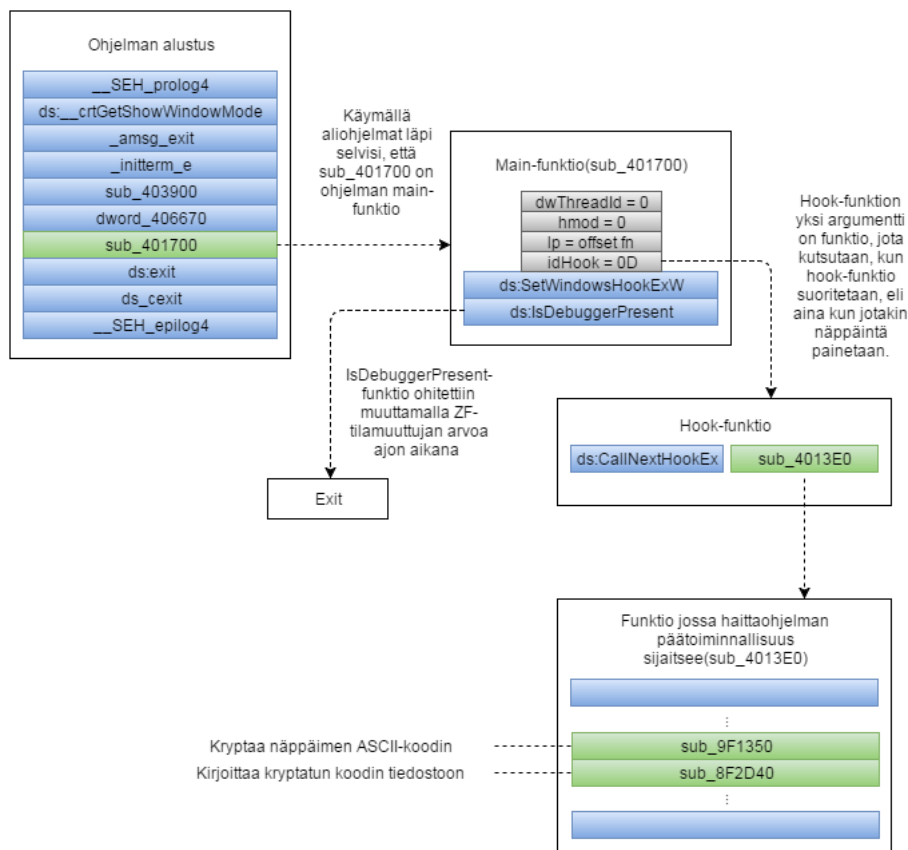 Ohjelman alustus
__SEH_prolog4
ds:__crtGetShowWindowMode
_amsg_exit
_initterm_e
sub_403900
dword_406670
sub_401700
ds:exit
ds_cexit
__SEH_epilog4
Käymällä
aliohjelmat läpi
selvisi, että
sub_401700 on
ohjelman main-
funktio
Main-funktio(sub_401700)
dwThreadId = 0
hmod = 0
lp = offset fn
idHook = 0D
ds:SetWindowsHookExW
ds:IsDebuggerPresent
Hook-funktion
yksi argumentti
on funktio, jota
kutsutaan, kun
hook-funktio
suoritetaan, eli
aina kun jotakin
näppäintä
painetaan.
IsDebuggerPresent-
funktio ohitettiin
muuttamalla ZF-
tilamuuttujan arvoa
ajon aikana
Exit
Hook-funktio
ds:CallNextHookEx
sub_4013E0
Funktio jossa haittaohjelman
päätoiminnallisuus
sijaitsee(sub_4013E0)
Kryptaa näppäimen ASCII-koodin
sub_9F1350
Kirjoittaa kryptatun koodin tiedostoon
sub_8F2D40